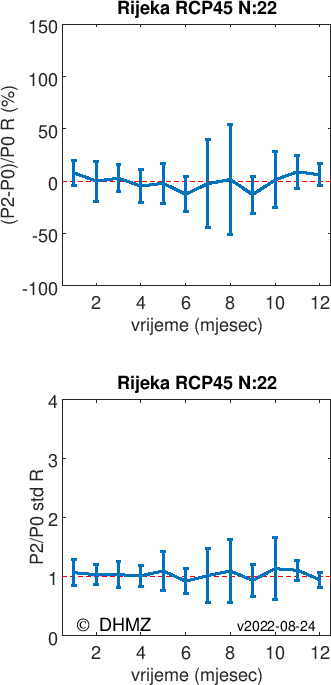 Rijeka RCP45 N:22
150
100
50
0
-50
-100
(P2-P0)/P0 R (%)
2 4 6 8 10 12
vrijeme (mjesec)
Rijeka RCP45 N:22
4
3
2
1
0
P2/P0 std R
© DHMZ
v2022-08-24
2 4 6 8 10 12
vrijeme (mjesec)